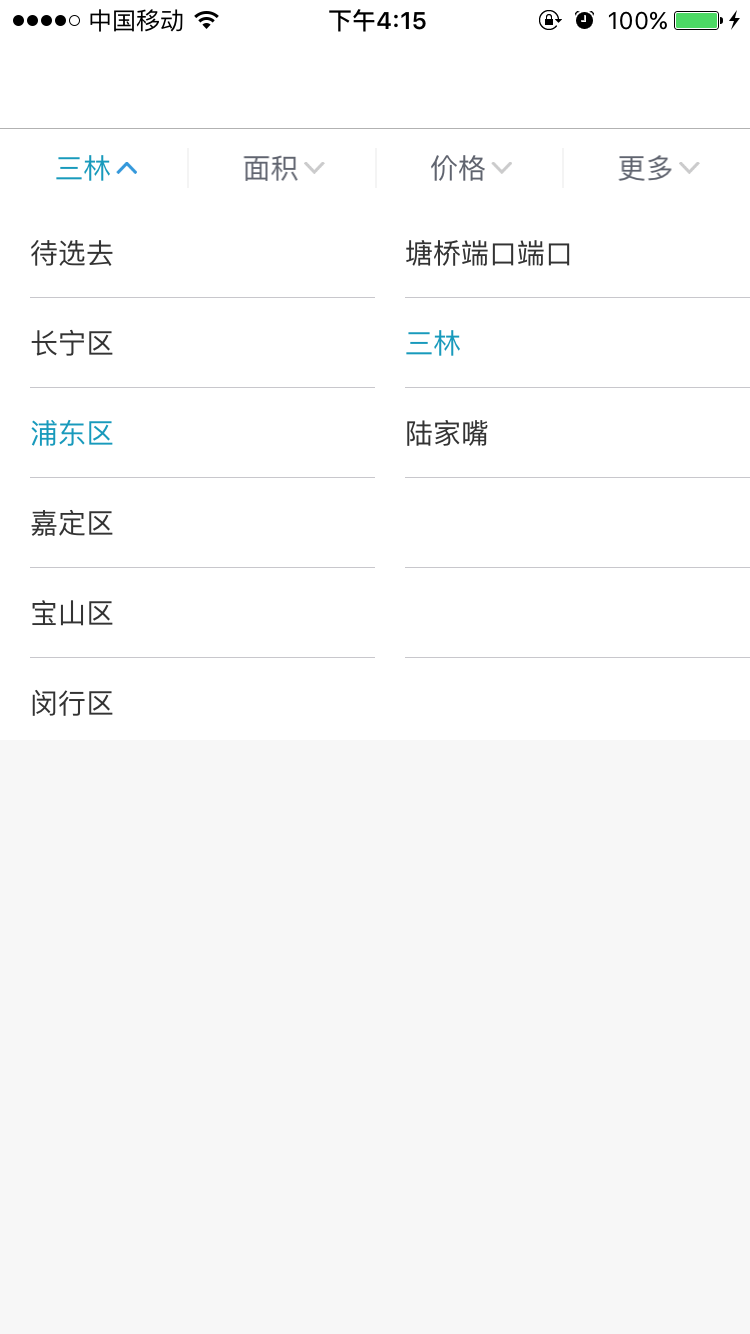 中国移动 下午4:15 100%
三林 面积 价格 更多
待选去 塘桥端口端口
长宁区 三林
浦东区 陆家嘴
嘉定区
宝山区
闵行区